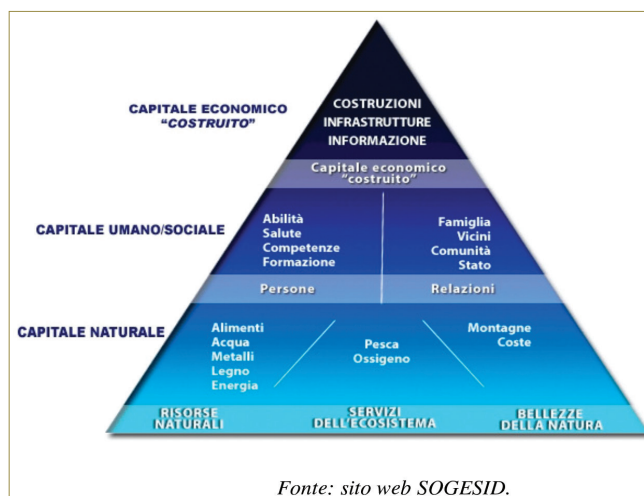 CAPITALE ECONOMICO
“COSTRUITO”
COSTRUZIONI
INFRASTRUTTURE
INFORMAZIONE
Capitale economico
“costruito”
CAPITALE UMANO/SOCIALE
Abilità
Salute
Competenze
Formazione
Famiglia
Vicini
Comunità
Stato
Persone
Relazioni
CAPITALE NATURALE
Alimenti
Acqua
Metalli
Legno
Energia
Pesca
Ossigeno
Montagne
Coste
RISORSE
NATURALI
SERVIZI
DELL'ECOSISTEMA
BELLEZZE
DELLA NATURA
Fonte: sito web SOGESID.